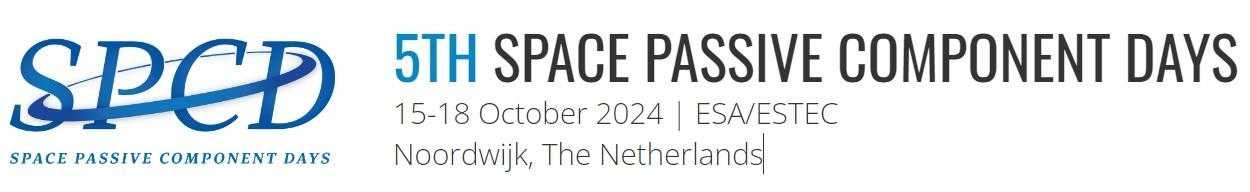 SPCD
SPACE PASSIVE COMPONENT DAYS
5TH SPACE PASSIVE COMPONENT DAYS
15-18 October 2024 | ESA/ESTEC
Noordwijk, The Netherlands